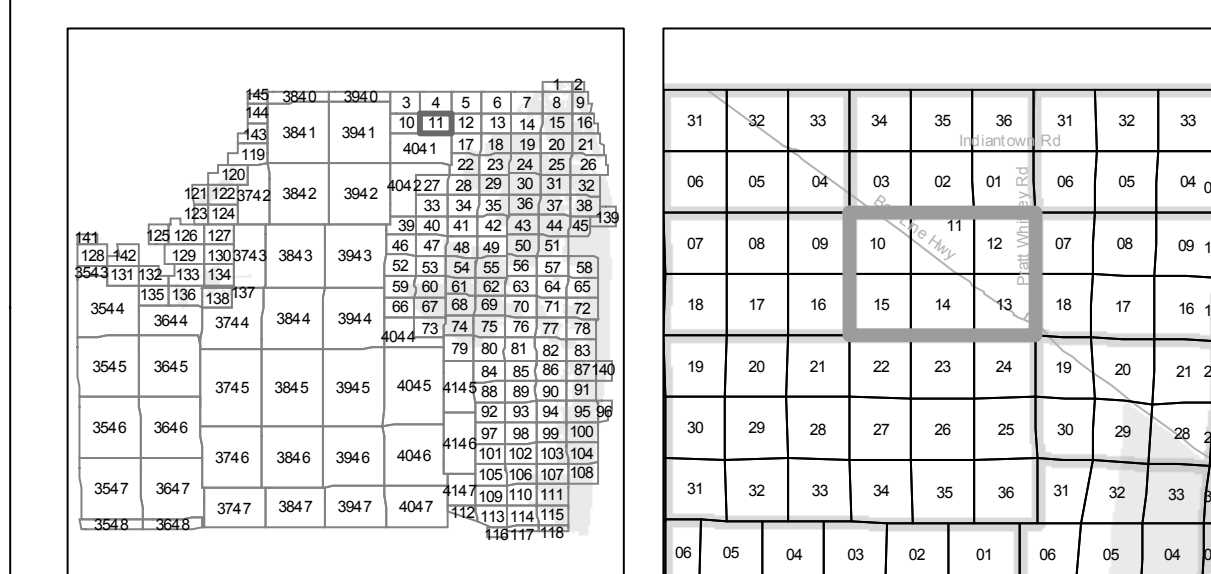 1 2
145 3840 3940 3 4 5 6 7 8 9
144 3841 3941 10 11 12 13 14 15 16
143 4041 17 18 19 20 21
119 22 23 24 25 26
120 3842 3942 4042 27 28 29 30 31 32
121 122 3742 33 34 35 36 37 38
123 124 139
125 126 127 39 40 41 42 43 44 45
141 128 142 129 130 3743 3843 3943 46 47 48 49 50 51
3543 131 132 133 134 52 53 54 55 56 57 58
135 136 138 137 59 60 61 62 63 64 65
3544 3644 3744 3844 3944 66 67 68 69 70 71 72
4044 73 74 75 76 77 78
3545 3645 79 80 81 82 83
3745 3845 3945 4045 4145 84 85 86 87 140
88 89 90 91
3546 3646 92 93 94 95 96
3746 3846 3946 4046 4146 97 98 99 100
101 102 103 104
3547 3647 105 106 107 108
3747 3847 3947 4047 4147 109 110 111
3548 3648 112 113 114 115
116 117 118
31 32 33 34 35 36 31 32 33
Indiantown Rd
06 05 04 03 02 01 06 05 04
Bee Line Hwy
Pratt Whitney Rd
11
07 08 09 10 12 07 08 09
18 17 16 15 14 13 18 17 16
19 20 21 22 23 24 19 20 21
30 29 28 27 26 25 30 29 28
31 32 33 34 35 36 31 32 33
06 05 04 03 02 01 06 05 04